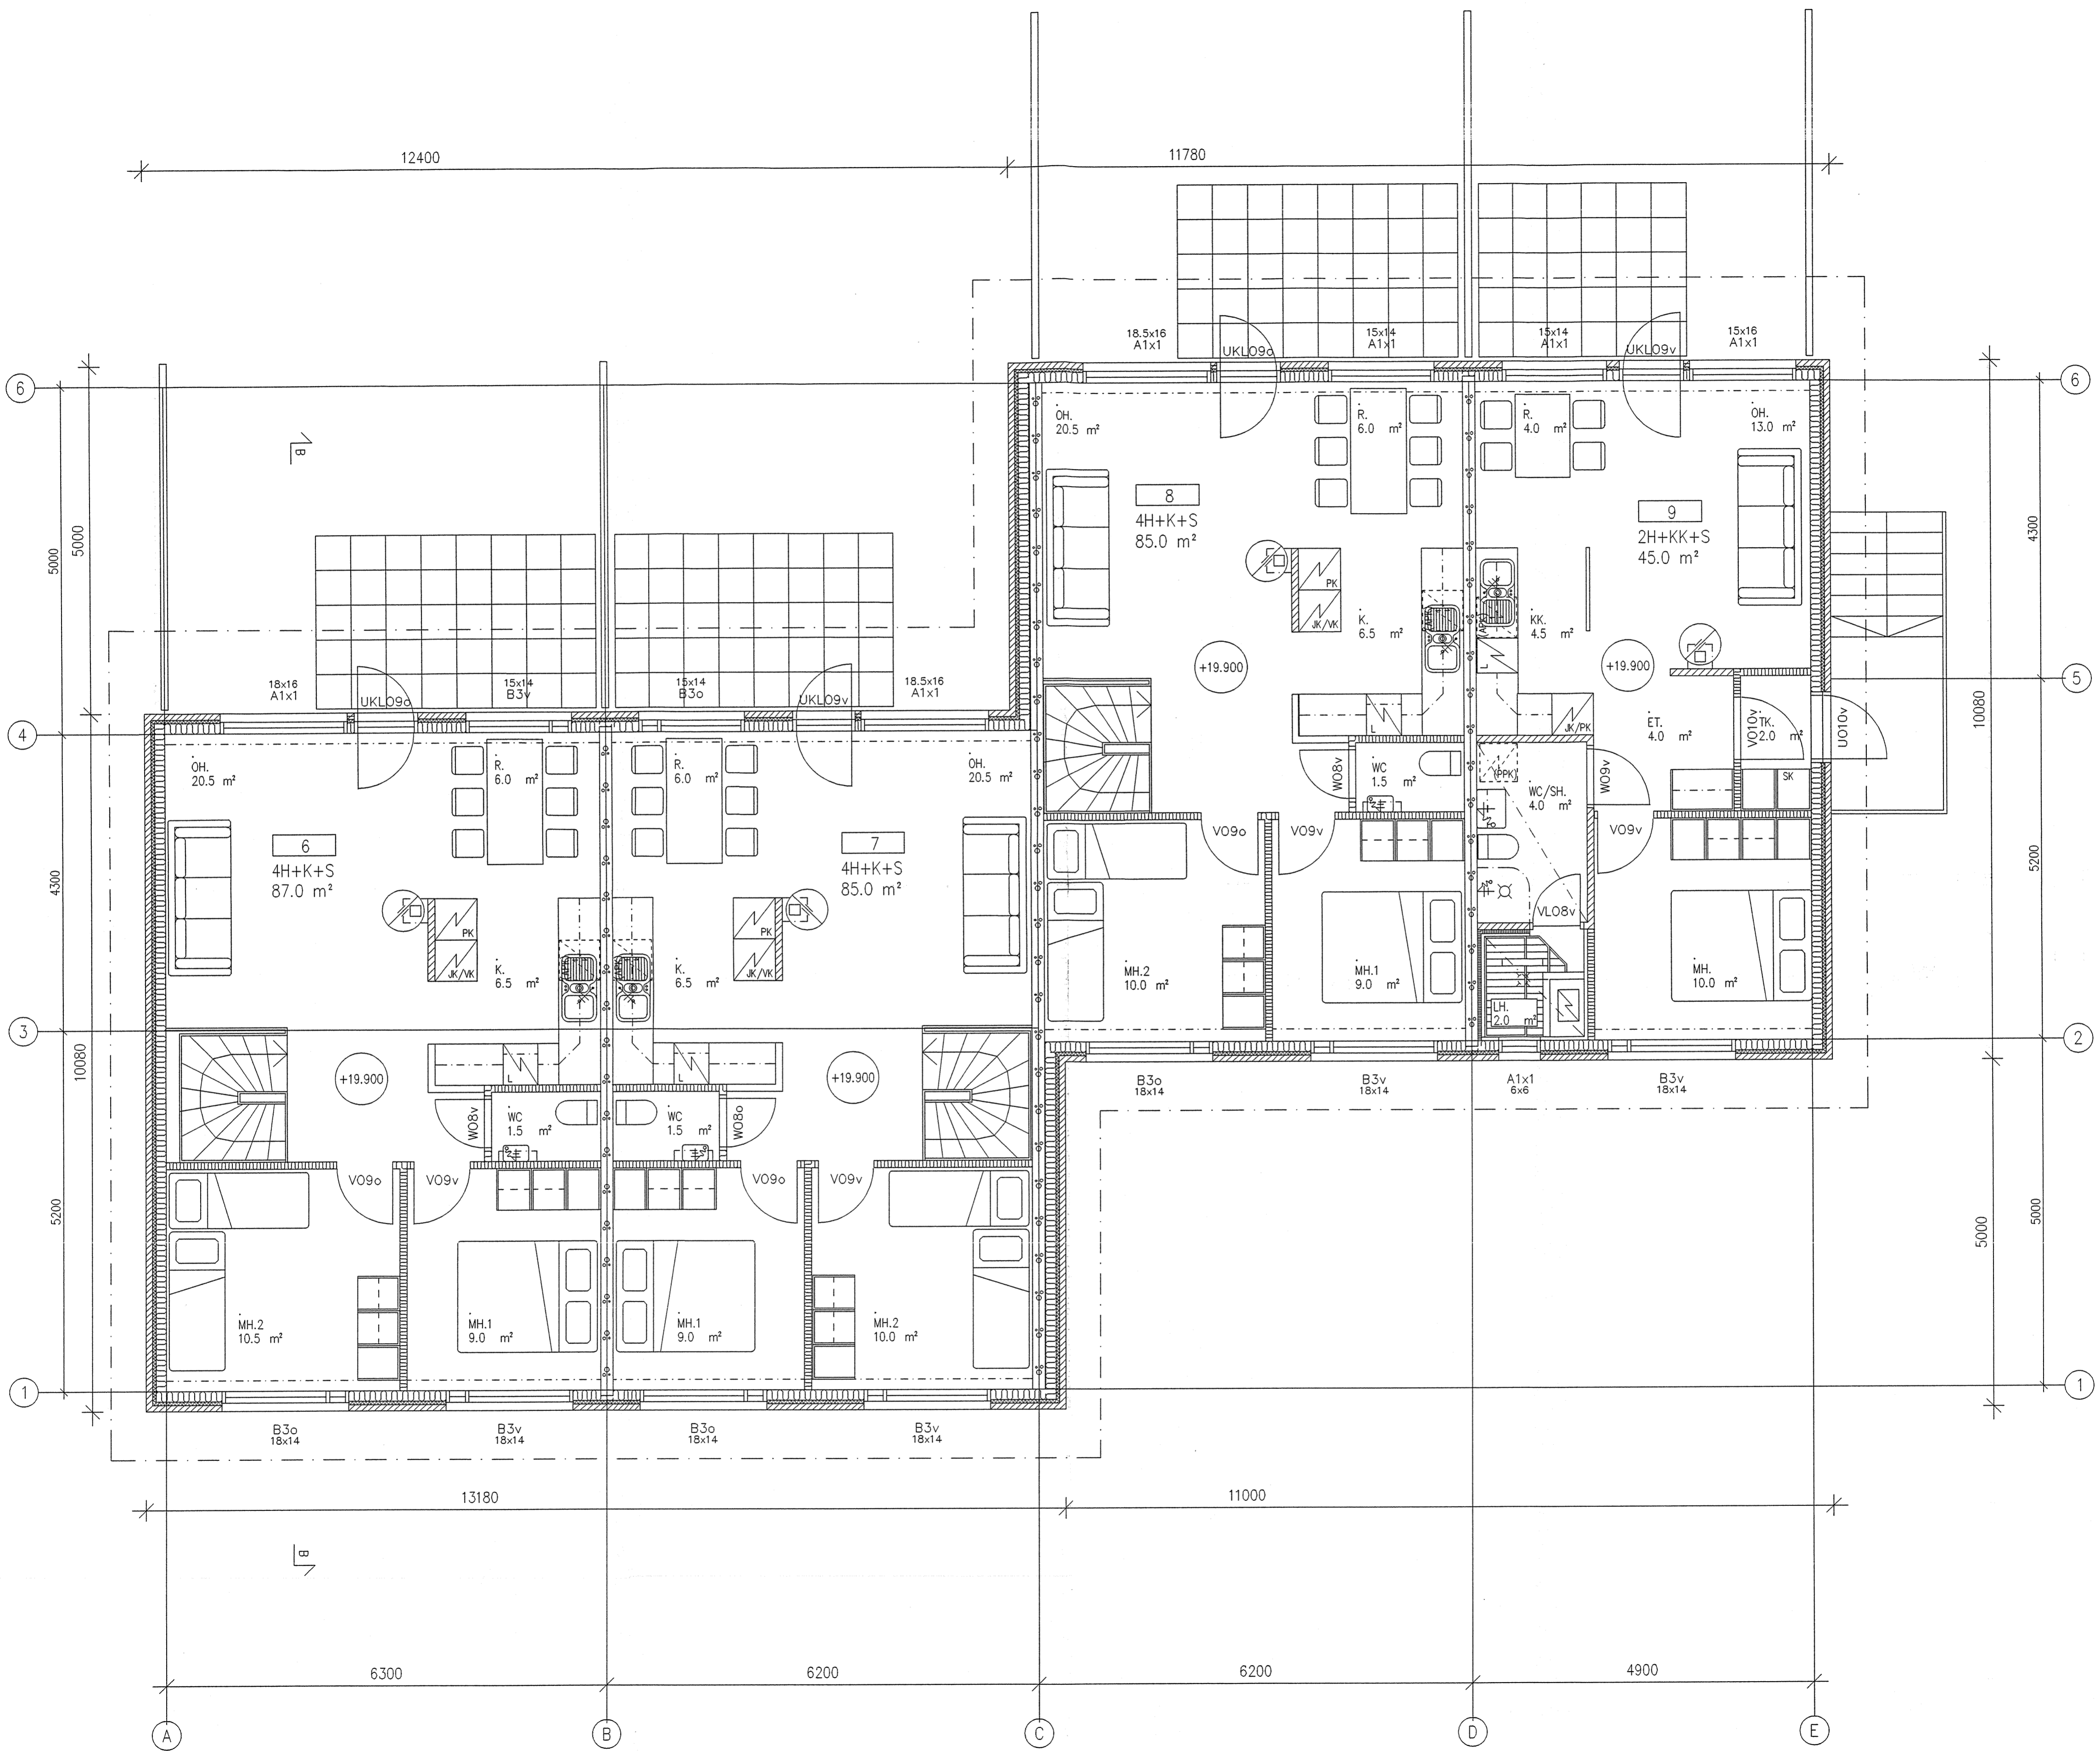 12400
11780
18.5x16
A1x1
15x14
A1x1
15x14
A1x1
15x16
A1x1
UKL09o
UKL09v
6
6
B
OH.
20.5 m²
R.
6.0 m²
R.
4.0 m²
OH.
13.0 m²
8
4H+K+S
85.0 m²
9
2H+KK+S
45.0 m²
5000
5000
4300
PK
JK/VK
K.
6.5 m²
KK.
4.5 m²
L
+19.900
+19.900
18x16
A1x1
15x14
B3v
15x14
B3o
18.5x16
A1x1
UKL09o
UKL09v
5
4
L
JK/PK
ET.
4.0 m²
VO10v
TK.
2.0 m²
UO10v
10080
OH.
20.5 m²
R.
6.0 m²
R.
6.0 m²
OH.
20.5 m²
WO8v
WC
1.5 m²
(PPK)
WC/SH.
4.0 m²
WO9v
SK
VO9o
VO9v
VO9v
6
4H+K+S
87.0 m²
7
4H+K+S
85.0 m²
4300
5200
PK
JK/VK
PK
JK/VK
VLO8v
K.
6.5 m²
K.
6.5 m²
MH.2
10.0 m²
MH.1
9.0 m²
MH.
10.0 m²
LH.
2.0 m²
3
2
10080
L
L
+19.900
+19.900
B3o
18x14
B3v
18x14
A1x1
6x6
B3v
18x14
WO8v
WC
1.5 m²
WC
1.5 m²
WO8o
VO9o
VO9v
VO9o
VO9v
5200
5000
5000
MH.2
10.5 m²
MH.1
9.0 m²
MH.1
9.0 m²
MH.2
10.0 m²
1
1
B3o
18x14
B3v
18x14
B3o
18x14
B3v
18x14
13180
11000
B
6300
6200
6200
4900
A
B
C
D
E